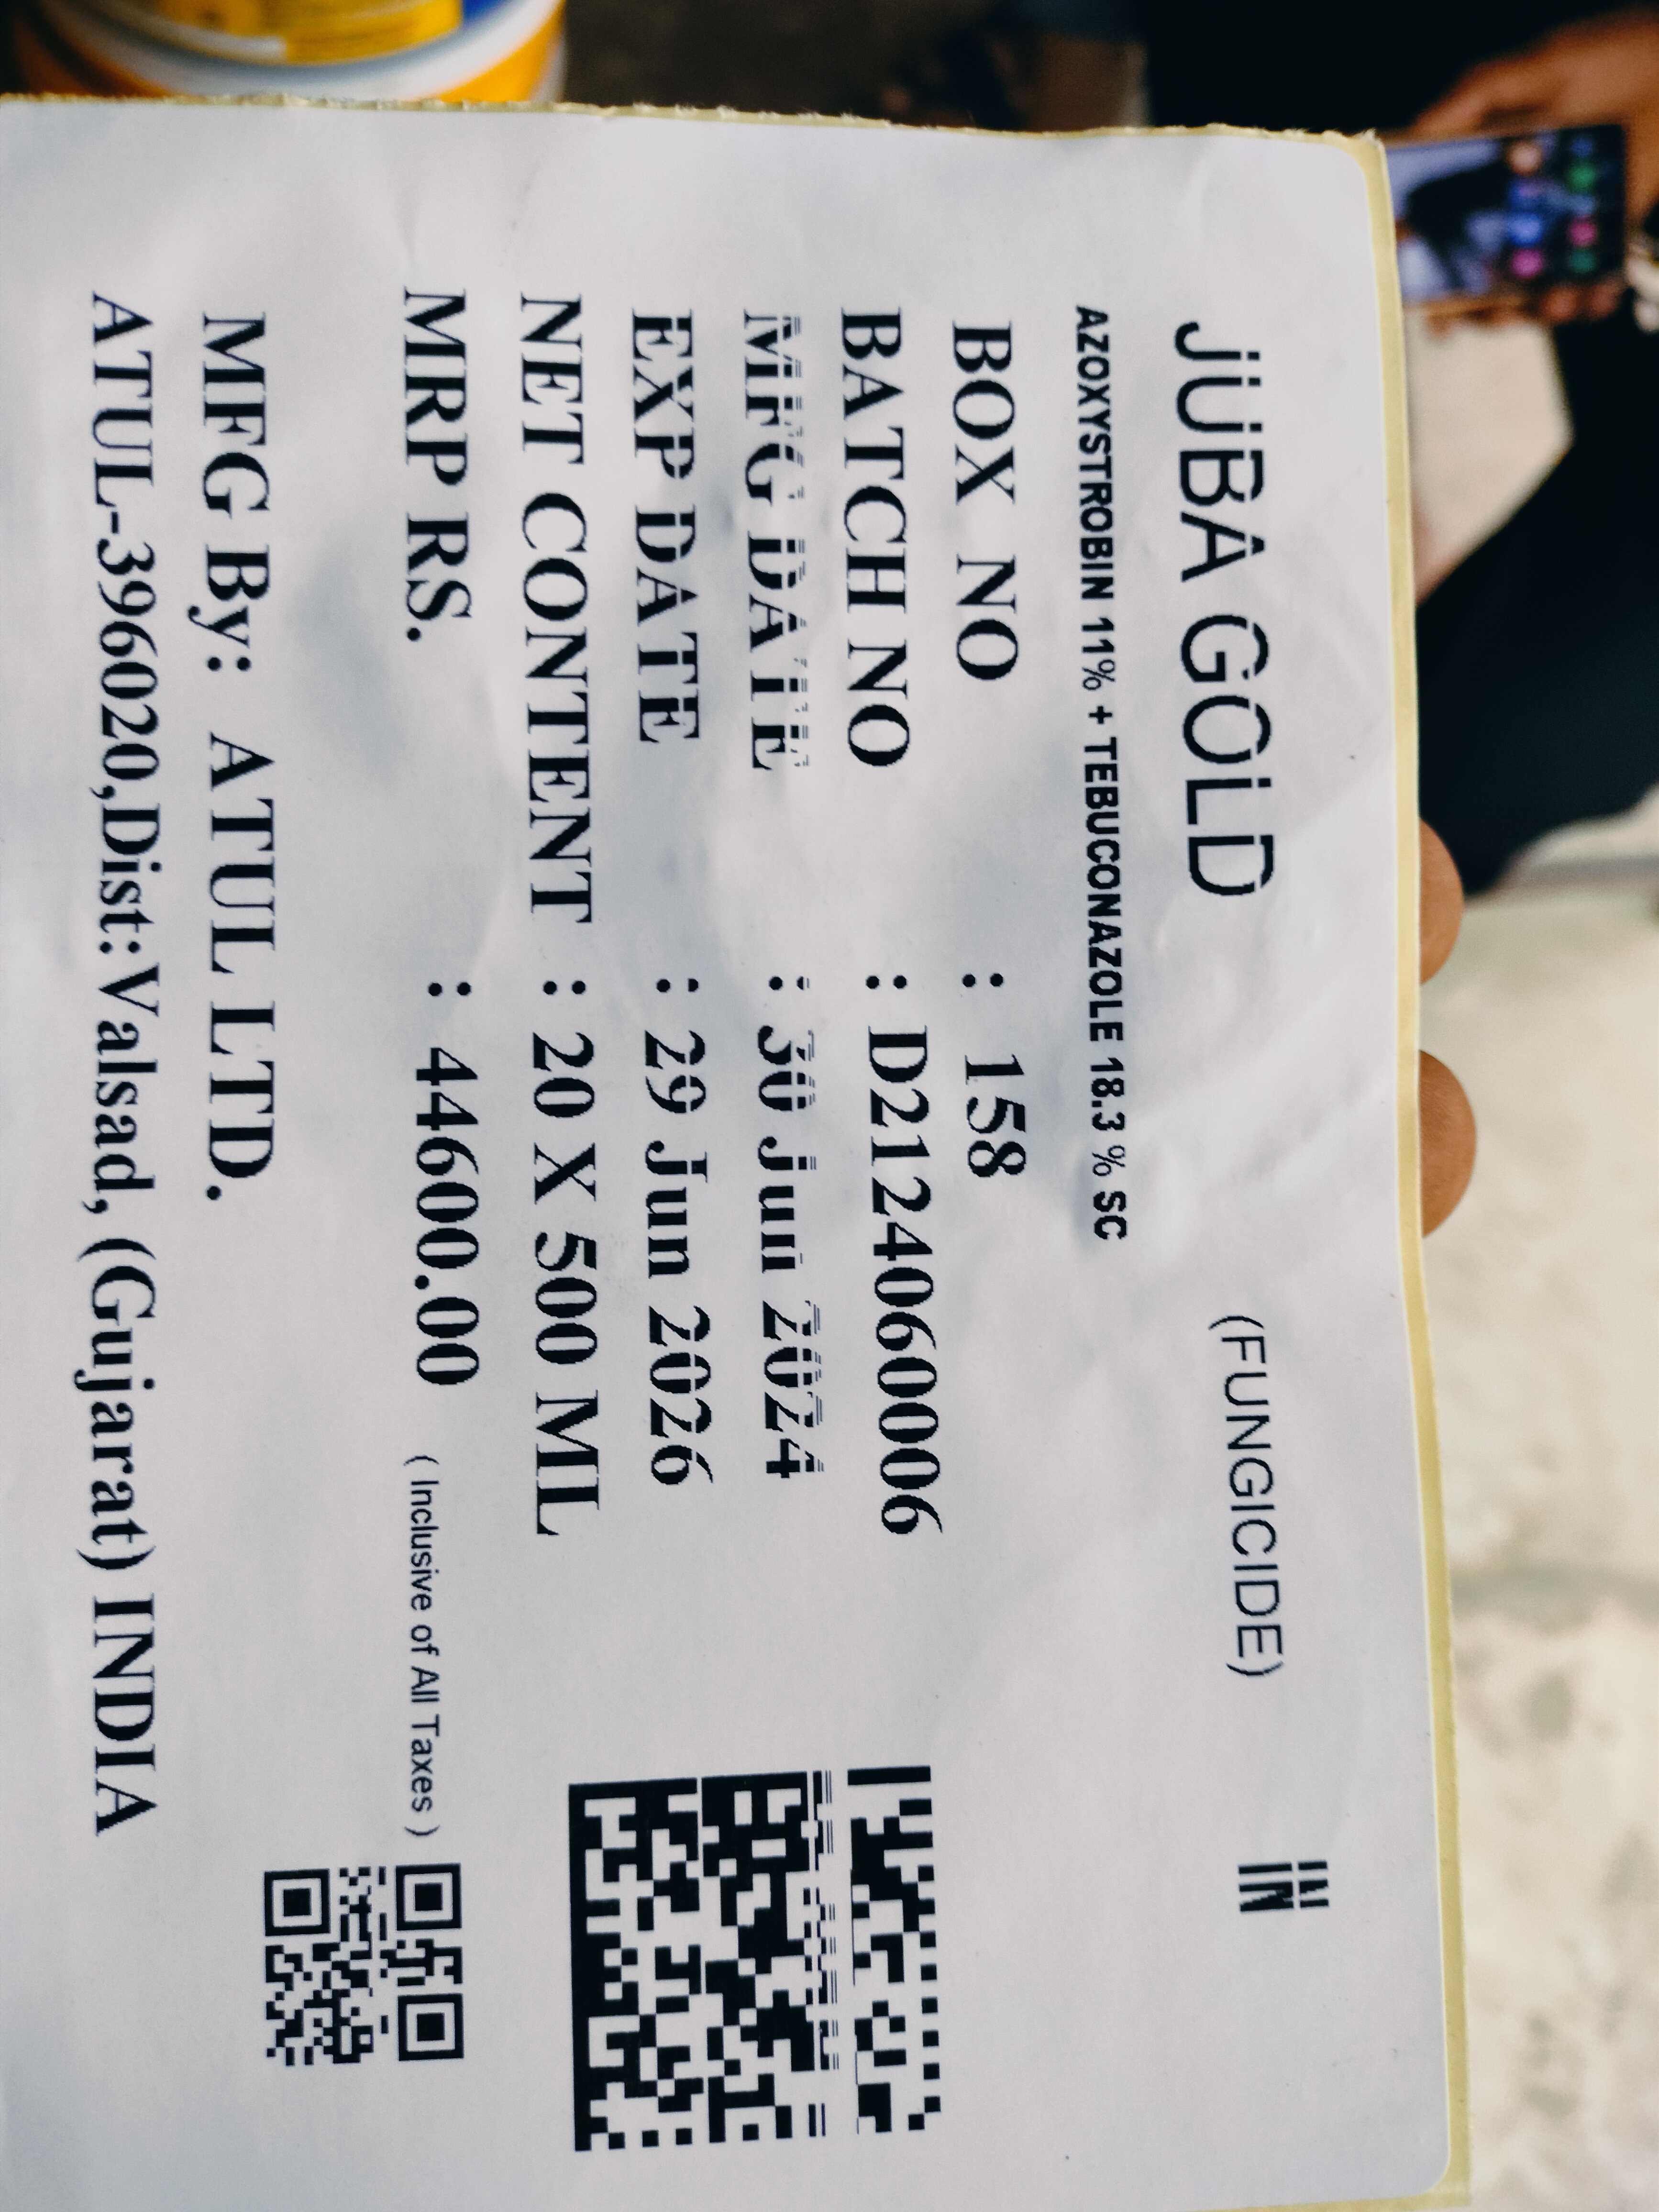 JUBA GOLD (FUNGICIDE) IN
AZOXYSTROBIN 11% + TEBUCONAZOLE 18.3 % SC
BOX NO : 158
BATCH NO : D2124060006
MFG DATE : 30 Jun 2024
EXP DATE : 29 Jun 2026
NET CONTENT : 20 X 500 ML
MRP RS. : 44600.00 ( Inclusive of All Taxes )
MFG By: ATUL LTD.
ATUL-396020,Dist:Valsad, (Gujarat) INDIA